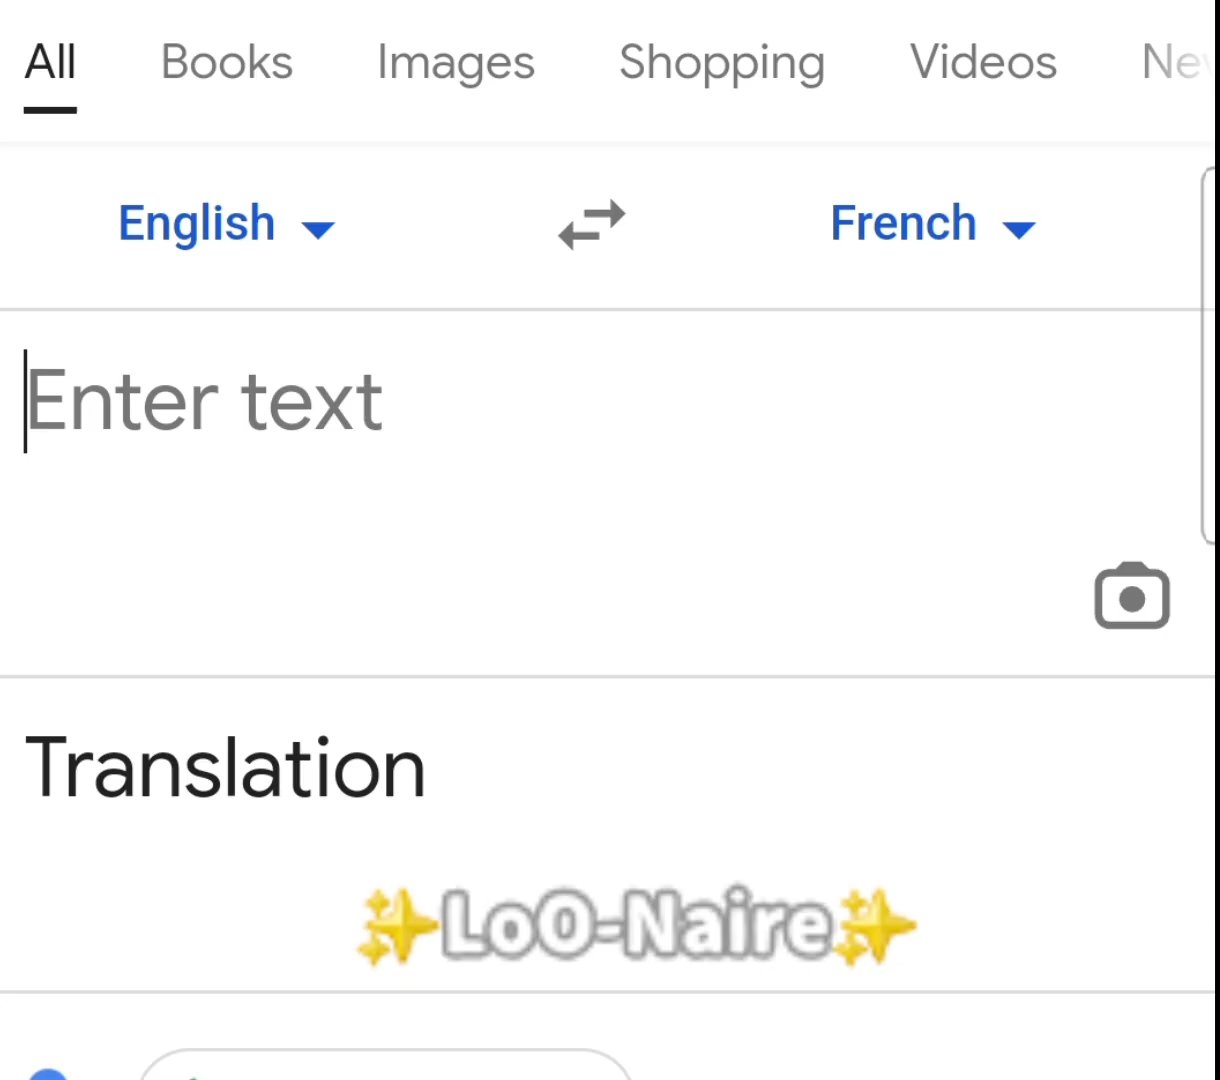 All Books Images Shopping Videos
English French
Enter text
Translation
✨LoO-Naire✨